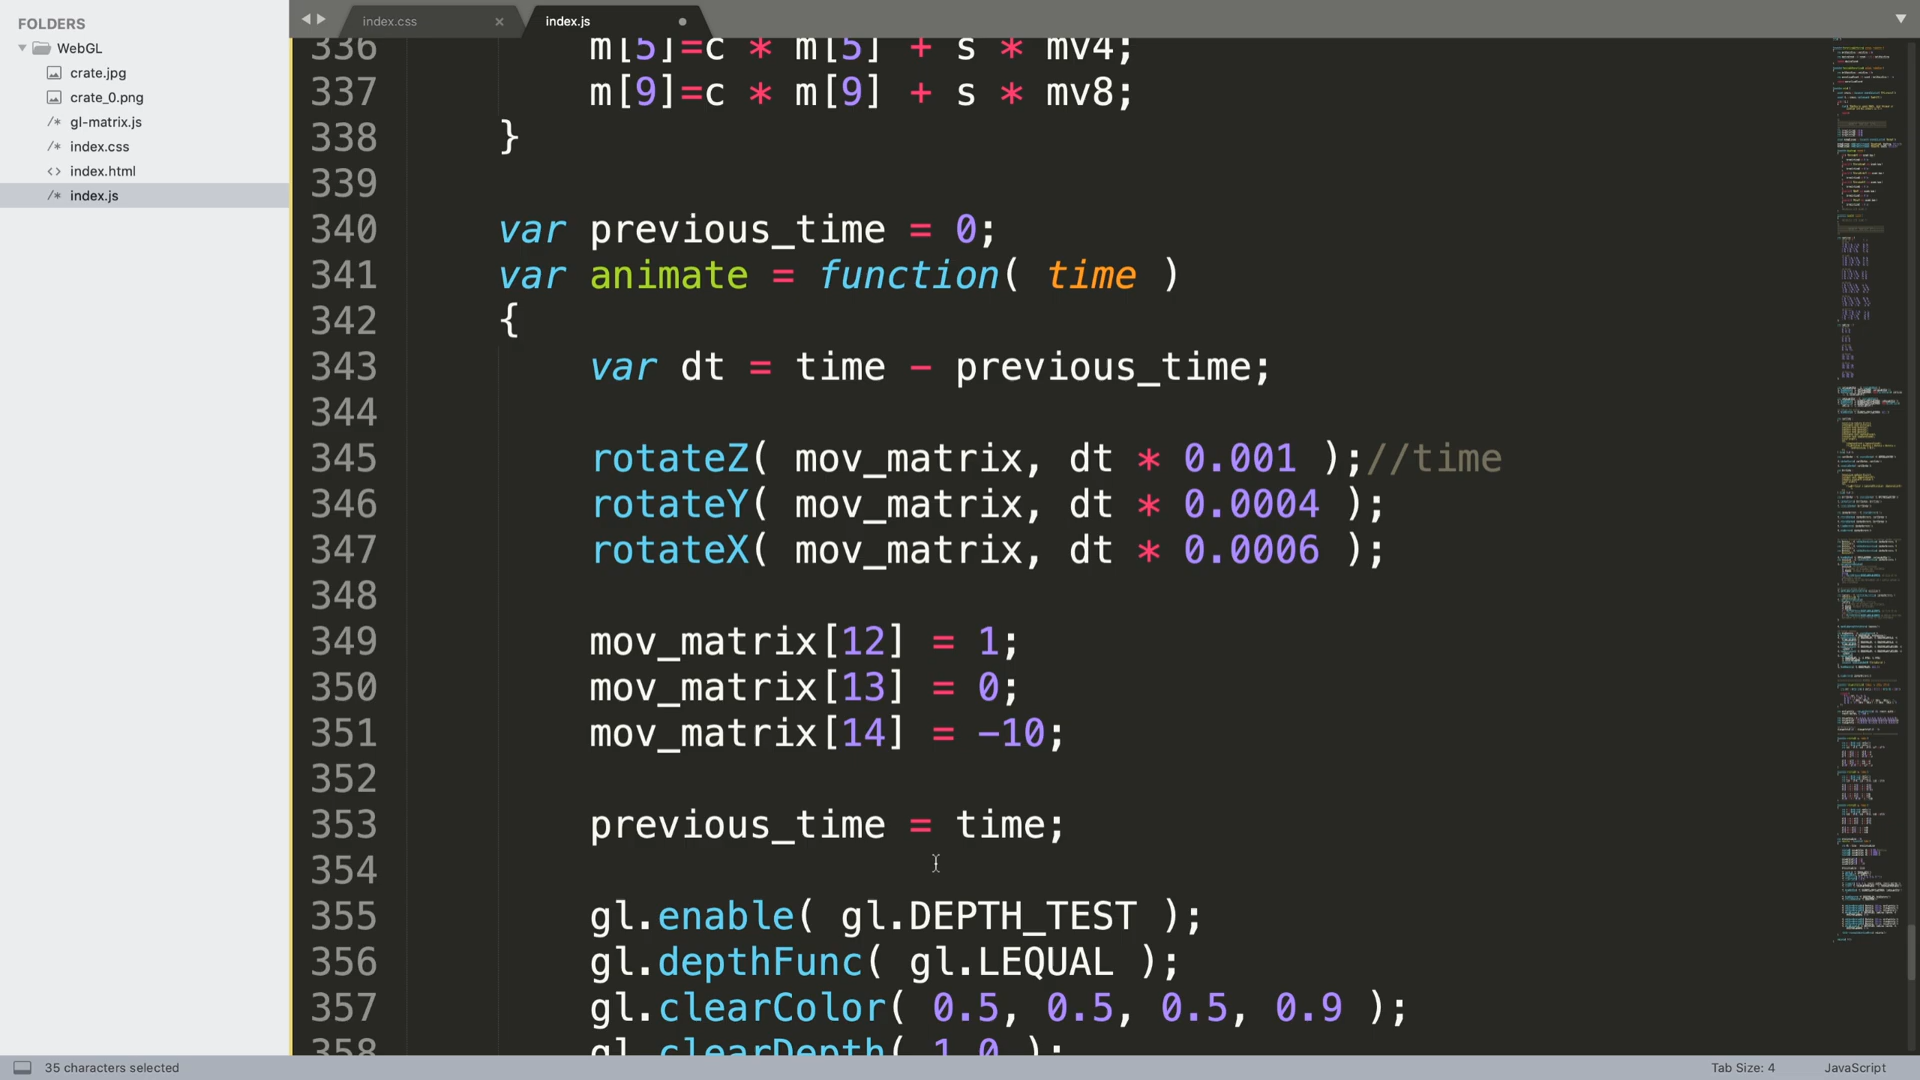 FOLDERS
WebGL
crate.jpg
crate_0.png
/* gl-matrix.js
/* index.css
<> index.html
/* index.js
index.css × index.js
336 m[5]=c * m[5] + s * mv4;
337 m[9]=c * m[9] + s * mv8;
338 }
339
340 var previous_time = 0;
341 var animate = function( time )
342 {
343 var dt = time - previous_time;
344
345 rotateZ( mov_matrix, dt * 0.001 );//time
346 rotateY( mov_matrix, dt * 0.0004 );
347 rotateX( mov_matrix, dt * 0.0006 );
348
349 mov_matrix[12] = 1;
350 mov_matrix[13] = 0;
351 mov_matrix[14] = -10;
352
353 previous_time = time;
354
355 gl.enable( gl.DEPTH_TEST );
356 gl.depthFunc( gl.LEQUAL );
357 gl.clearColor( 0.5, 0.5, 0.5, 0.9 );
358 gl.clearDepth( 1.0 );
35 characters selected
Tab Size: 4 JavaScript